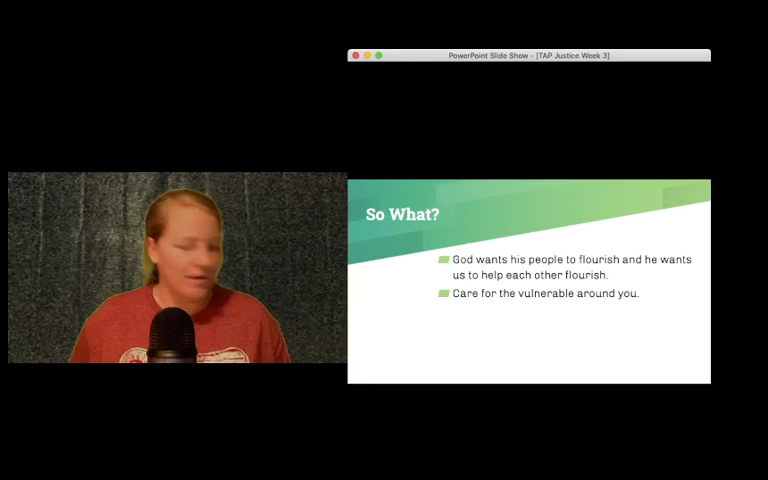 PowerPoint Slide Show - [TAP Justice Week 3]
So What?
God wants his people to flourish and he wants
us to help each other flourish.
Care for the vulnerable around you.